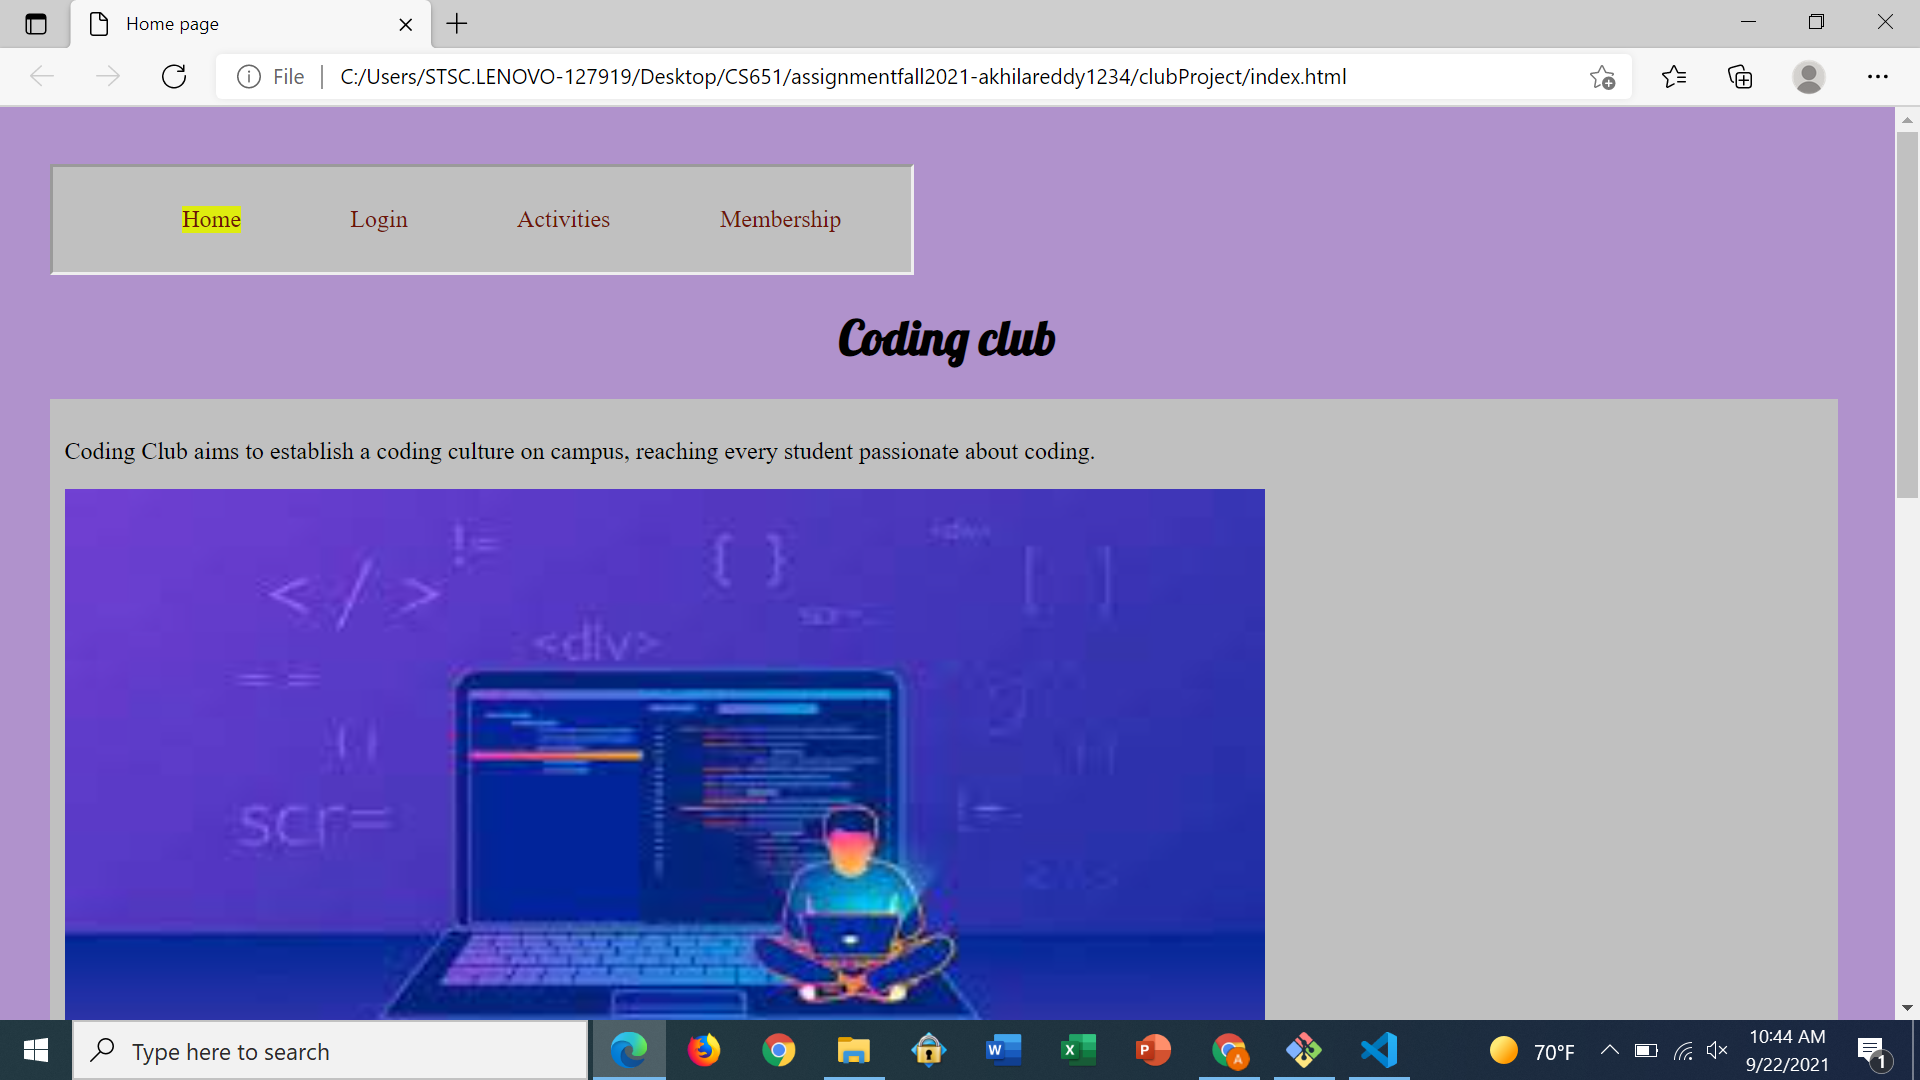 Home page
File
C:/Users/STSC.LENOVO-127919/Desktop/CS651/assignmentfall2021-akhilareddy1234/clubProject/index.html
Home Login Activities Membership
Coding club
Coding Club aims to establish a coding culture on campus, reaching every student passionate about coding.
!=
{ }
[ ]
</>
<div>
==
scr=
Type here to search
W
X
P
A
70°F
10:44 AM
9/22/2021
1